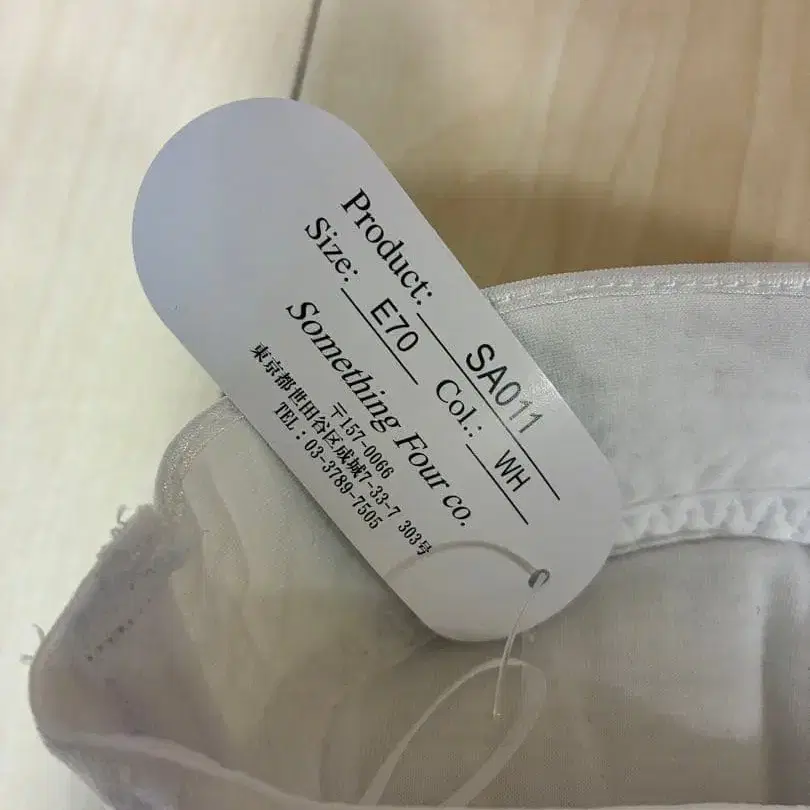 Product: SA011
Size: E70 Col.: WH
Something Four co.
〒157-0066
東京都世田谷区成城7-33-7 303号
TEL：03-3789-7505